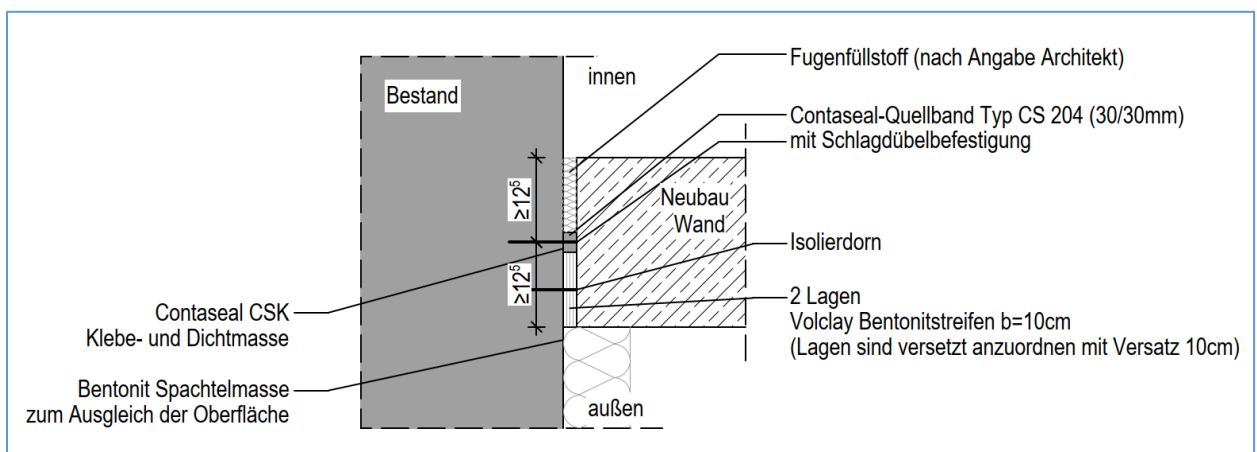 Fugenfüllstoff (nach Angabe Architekt)
innen
Bestand
Contaseal-Quellband Typ CS 204 (30/30mm)
mit Schlagdübelbefestigung
≥12⁵
Neubau
Wand
Isolierdorn
≥12⁵
2 Lagen
Volclay Bentonitstreifen b=10cm
(Lagen sind versetzt anzuordnen mit Versatz 10cm)
Contaseal CSK
Klebe- und Dichtmasse
Bentonit Spachtelmasse
zum Ausgleich der Oberfläche
außen